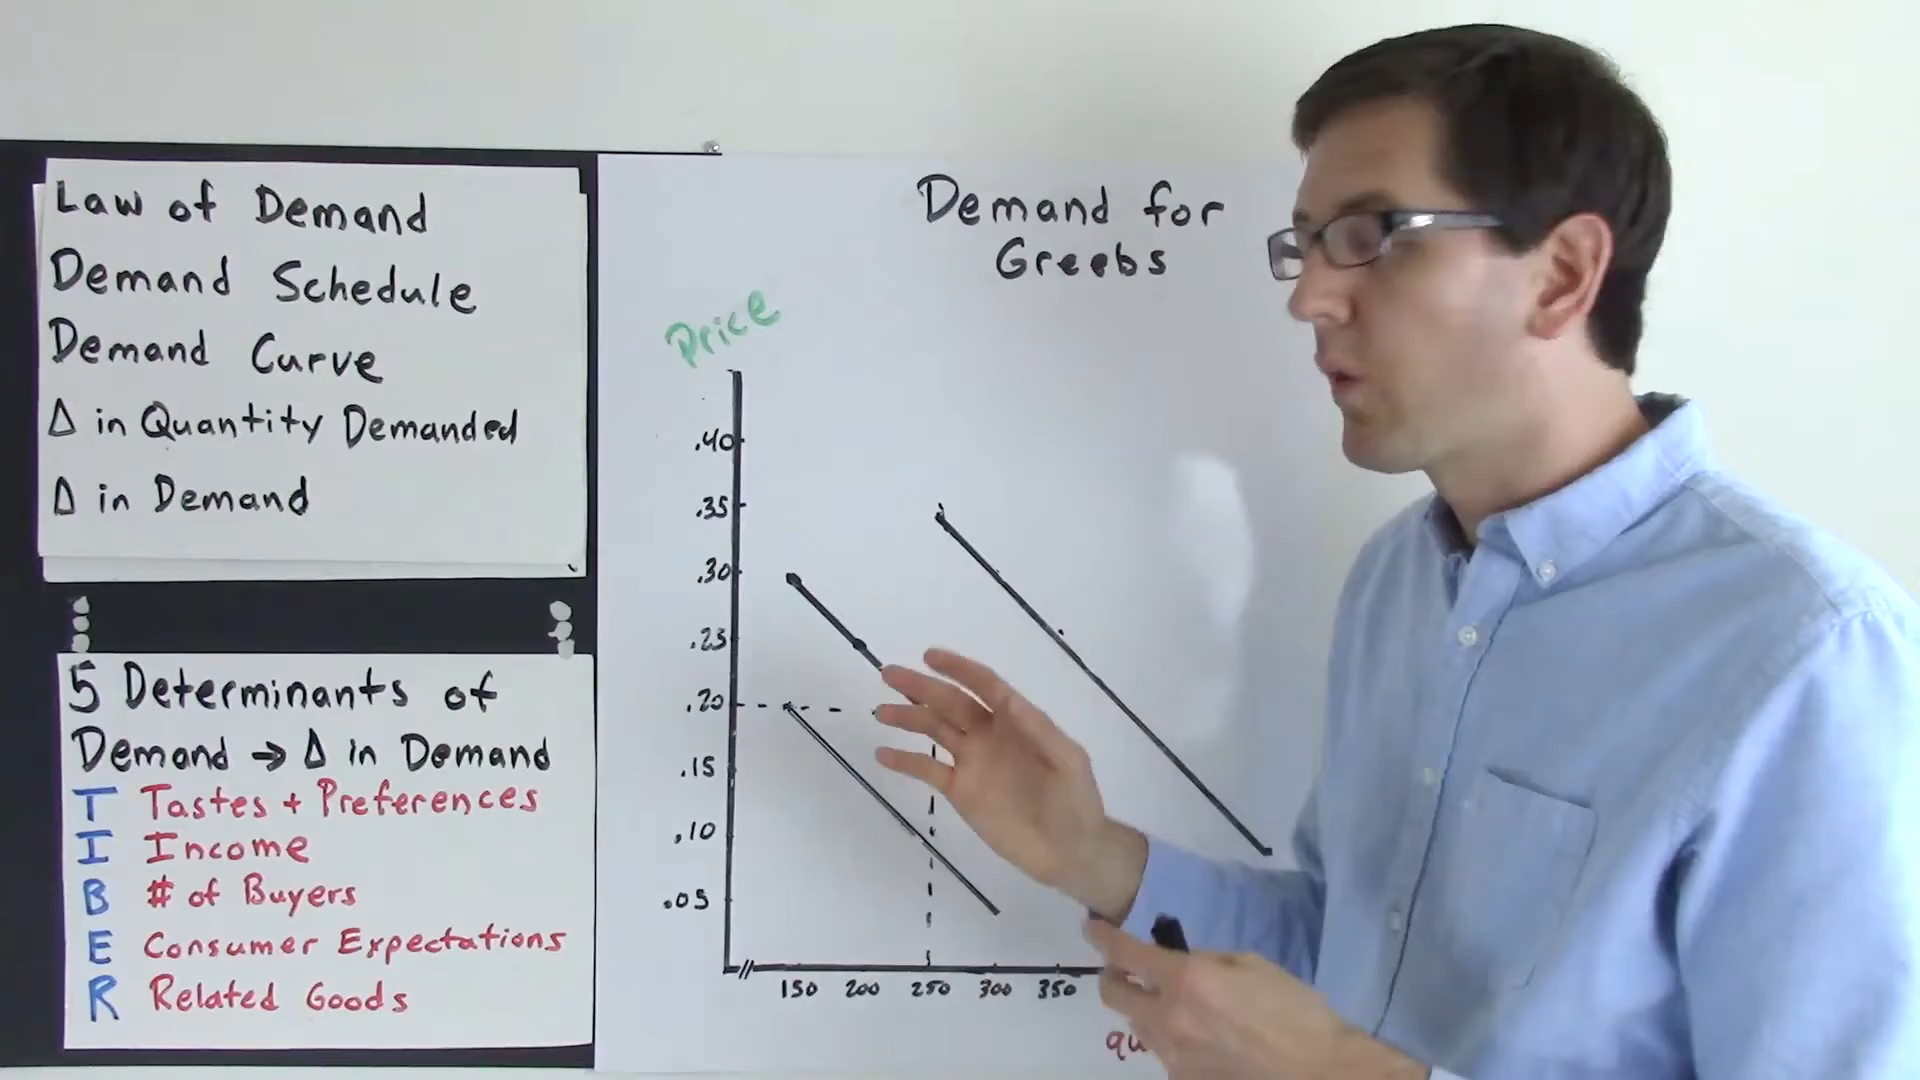 Law of Demand
Demand Schedule
Demand Curve
Δ in Quantity Demanded
Δ in Demand
5 Determinants of
Demand → Δ in Demand
T Tastes + Preferences
I Income
B # of Buyers
E Consumer Expectations
R Related Goods
Demand for
Greebs
Price
.40
.35
.30
.25
.20
.15
.10
.05
150 200 250 300 350